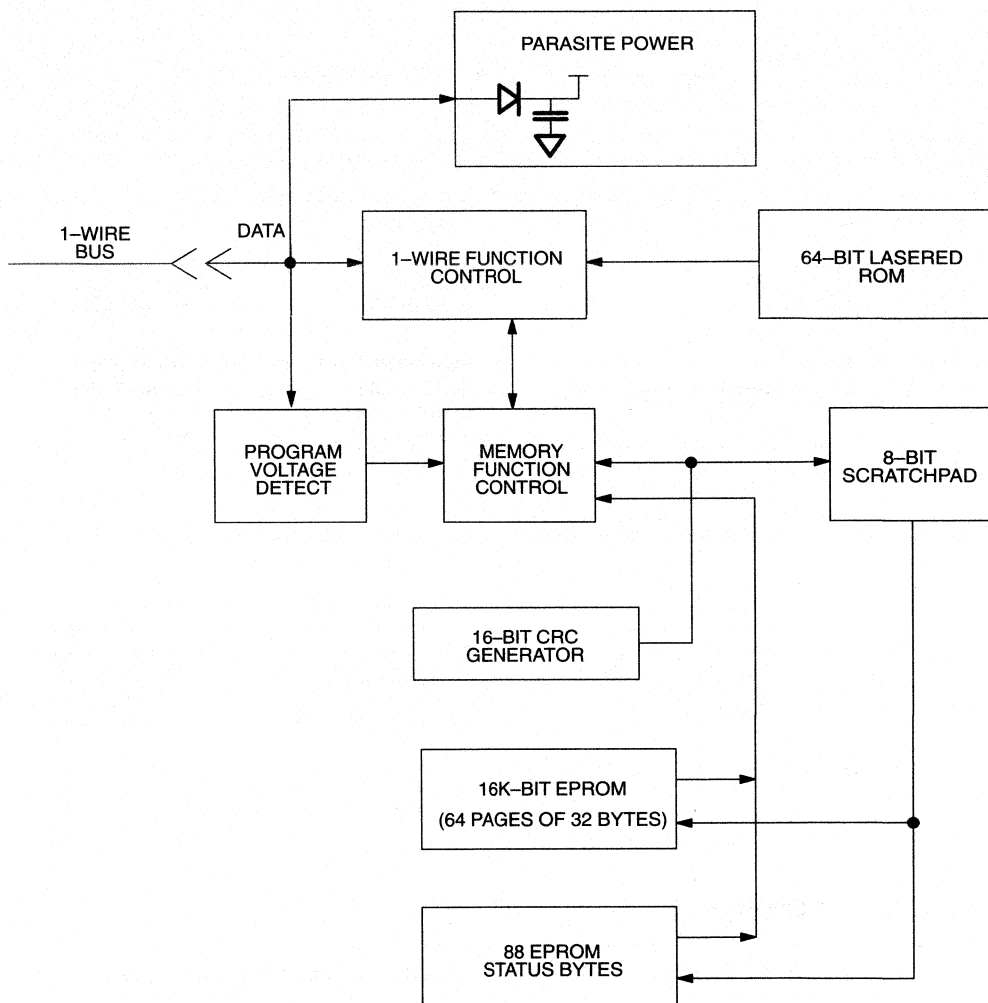 PARASITE POWER
1–WIRE
BUS
DATA
1–WIRE FUNCTION
CONTROL
64–BIT LASERED
ROM
PROGRAM
VOLTAGE
DETECT
MEMORY
FUNCTION
CONTROL
8–BIT
SCRATCHPAD
16–BIT CRC
GENERATOR
16K–BIT EPROM
(64 PAGES OF 32 BYTES)
88 EPROM
STATUS BYTES